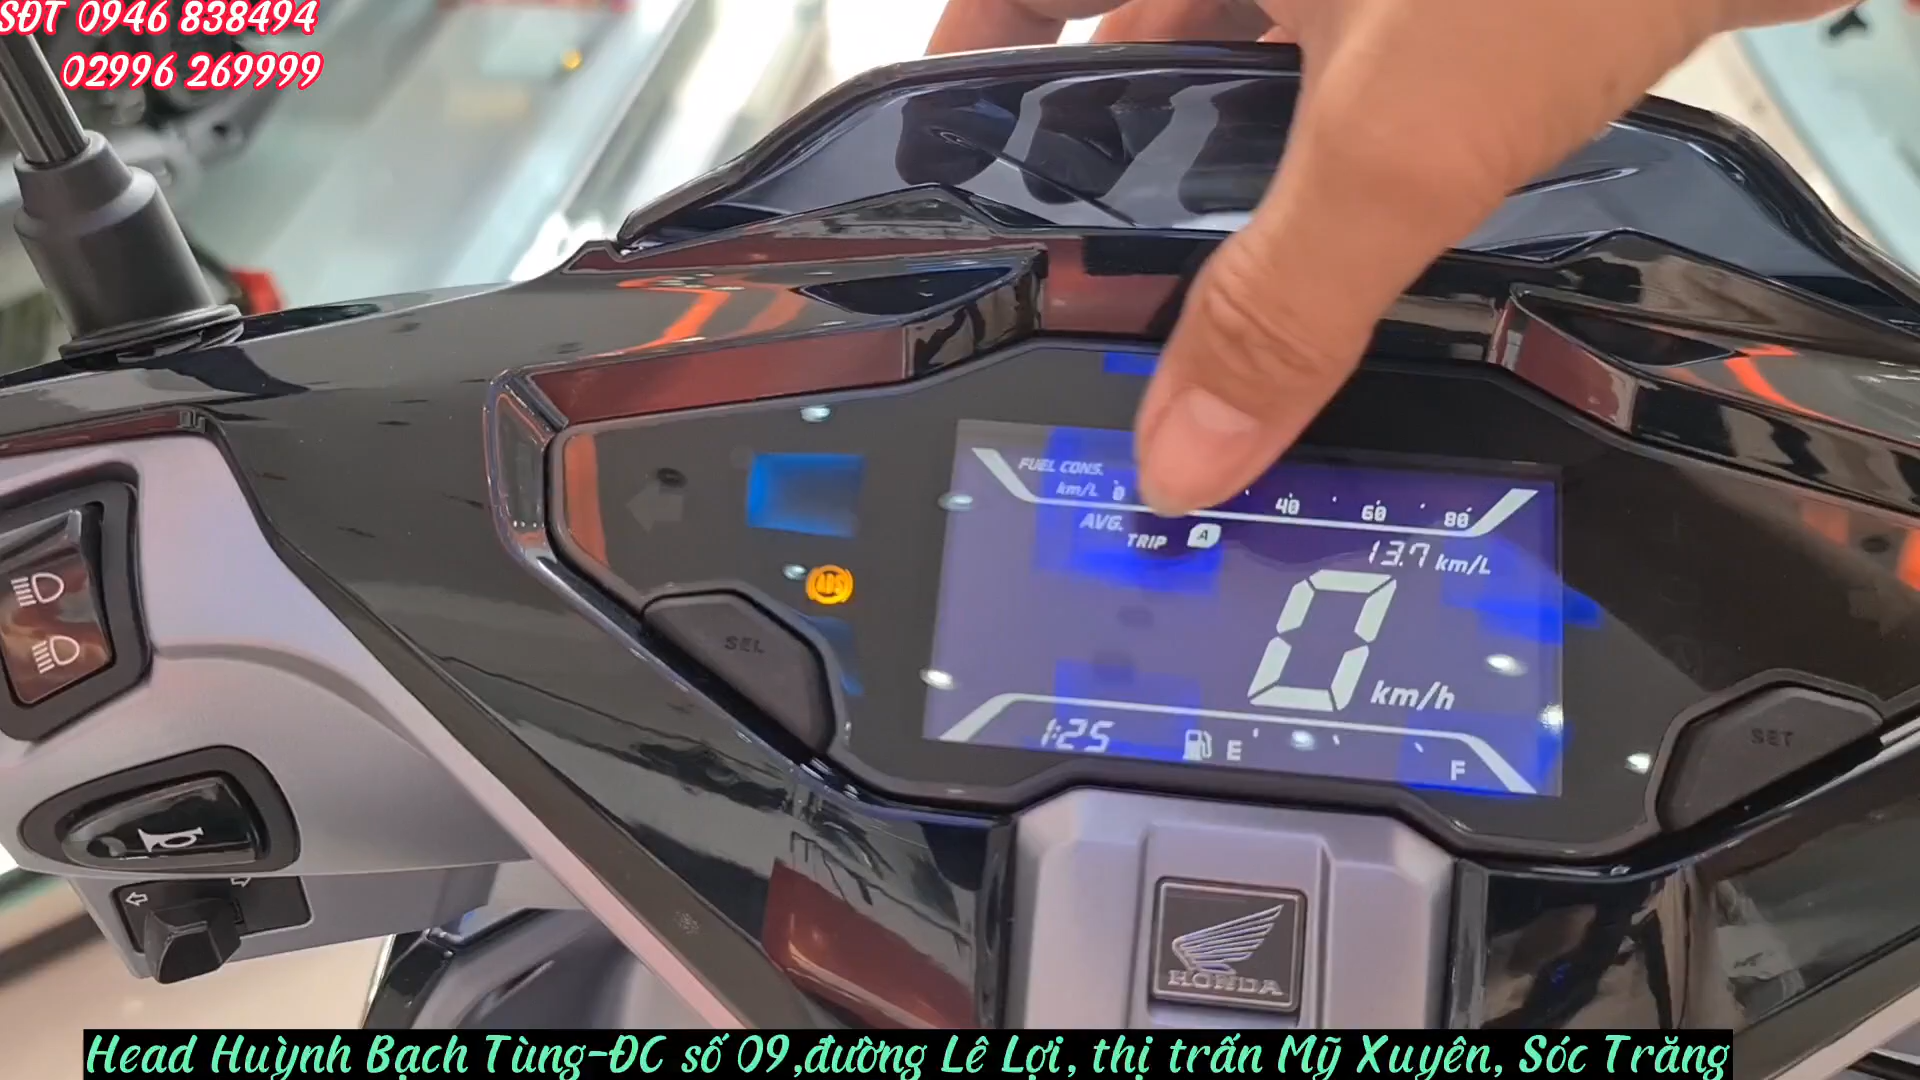 SĐT 0946 838494
02996 269999
FUEL CONS.
km/L 0 40 60 80
AVG.
TRIP A
13.7 km/L
ABS
SEL
0 km/h
1:25
E F
SET
HONDA
Head Huỳnh Bạch Tùng-ĐC số 09,đường Lê Lợi, thị trấn Mỹ Xuyên, Sóc Trăng